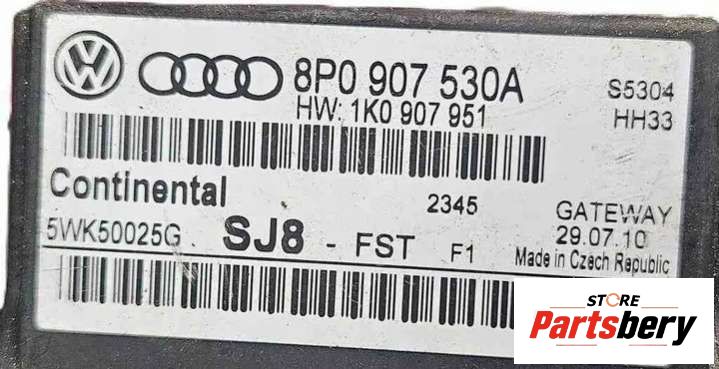 8P0 907 530A
S5304
HW: 1K0 907 951
HH33
Continental
2345
GATEWAY
5WK50025G SJ8 - FST F1
29.07.10
Made in Czech Republic
STORE
Partsbery